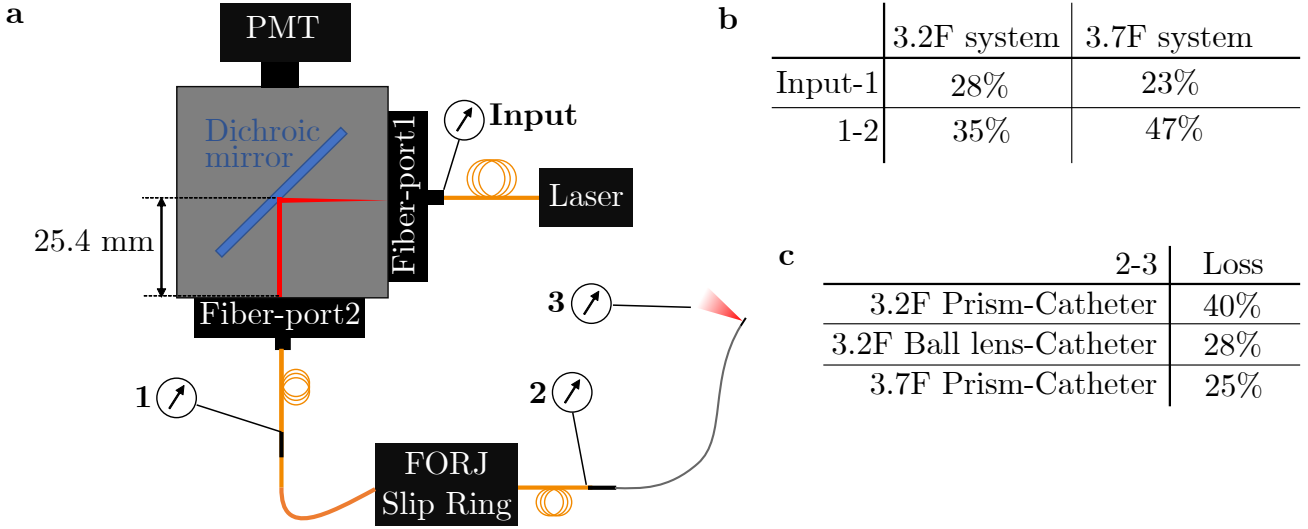 a
PMT
Dichroic
mirror
Fiber-port1
Input
Laser
25.4 mm
Fiber-port2
1
2
3
FORJ
Slip Ring
b
3.2F system 3.7F system
Input-1 28% 23%
1-2 35% 47%
c
2-3 Loss
3.2F Prism-Catheter 40%
3.2F Ball lens-Catheter 28%
3.7F Prism-Catheter 25%